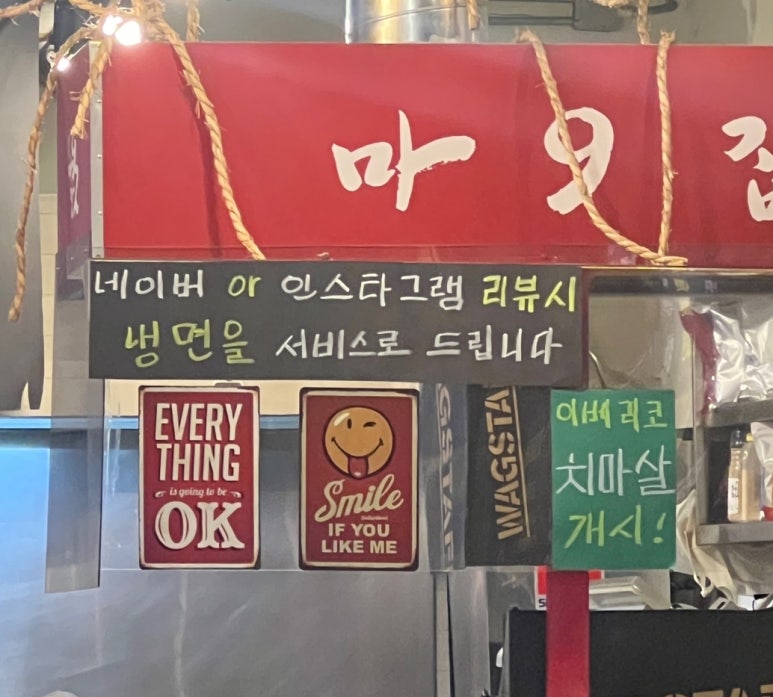 마 오 집
네이버 or 인스타그램 리뷰시
냉면을 서비스로 드립니다
EVERY
THING
is going to be
OK
Smile
IF YOU
LIKE ME
WAGSTA
이베리코
치마살
개시!